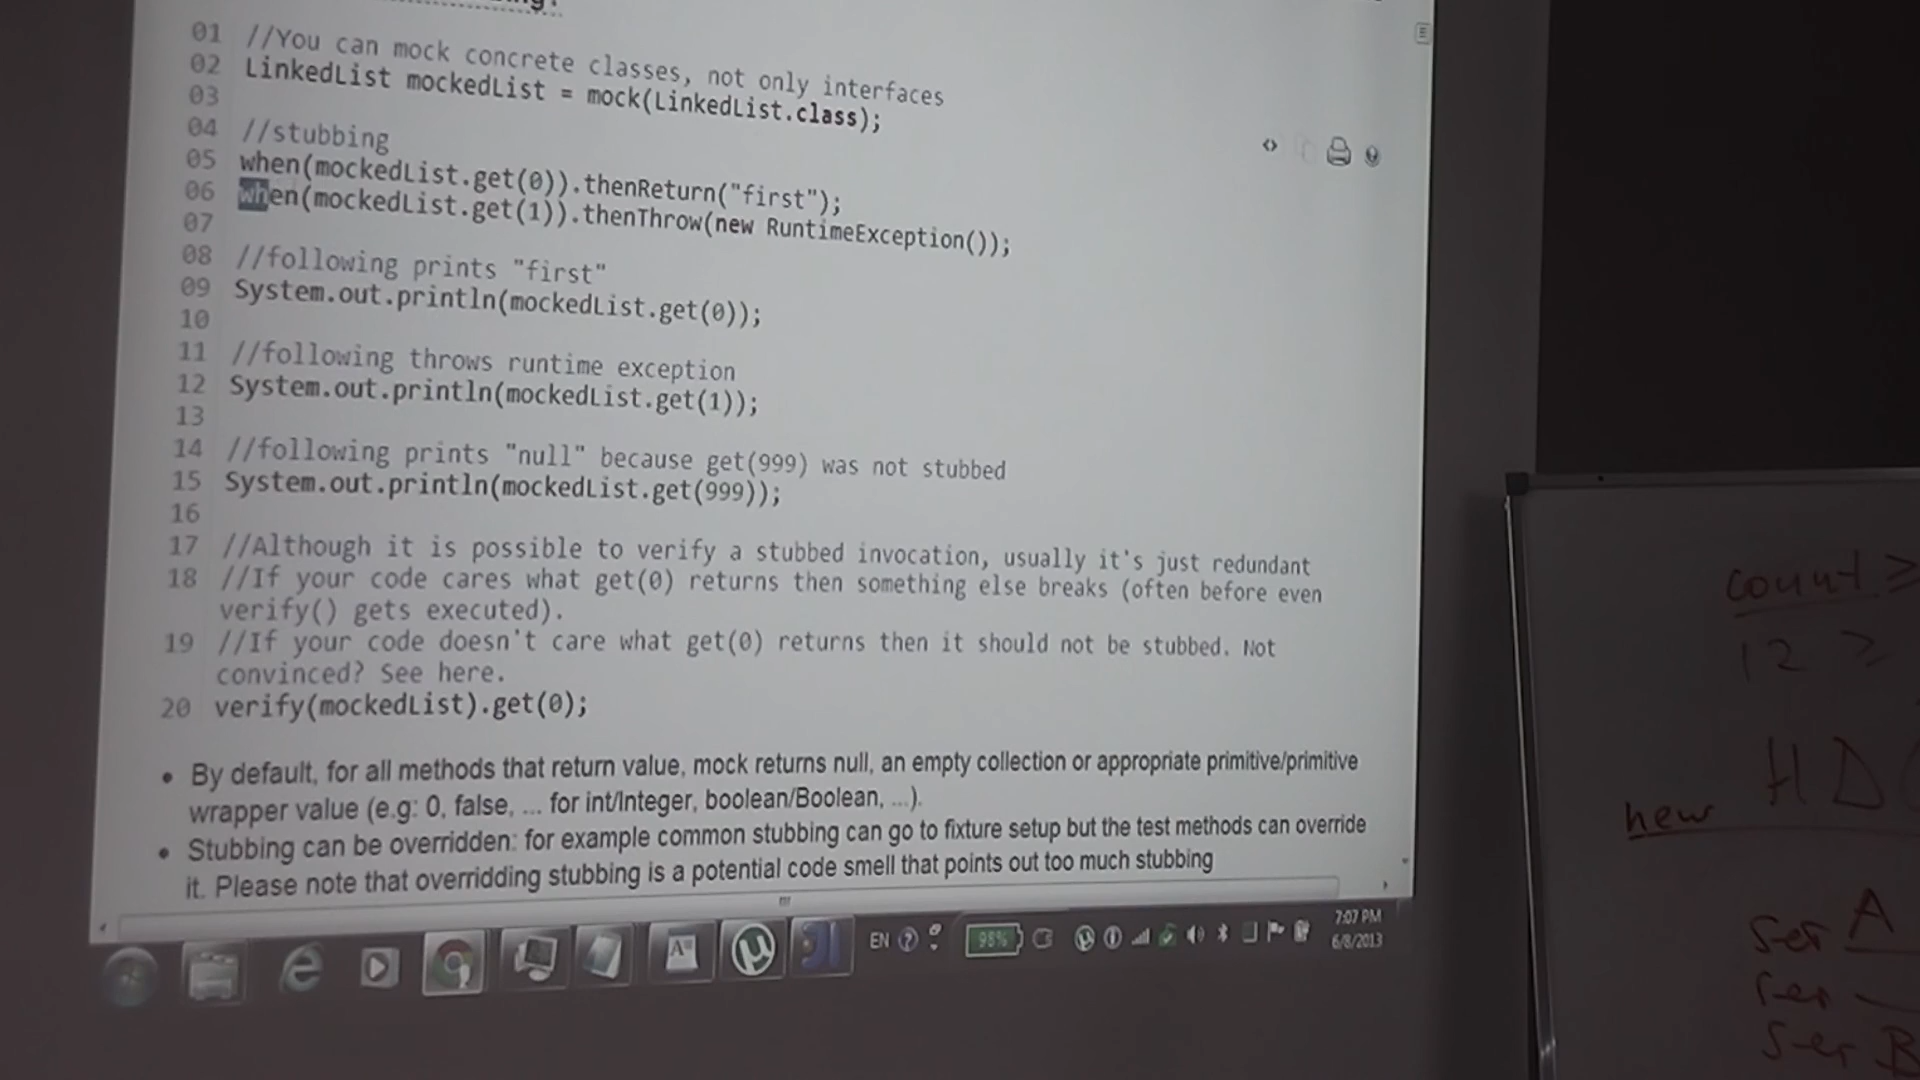 01 //You can mock concrete classes, not only interfaces
02 LinkedList mockedList = mock(LinkedList.class);
03
04 //stubbing
05 when(mockedList.get(0)).thenReturn("first");
06 when(mockedList.get(1)).thenThrow(new RuntimeException());
07
08 //following prints "first"
09 System.out.println(mockedList.get(0));
10
11 //following throws runtime exception
12 System.out.println(mockedList.get(1));
13
14 //following prints "null" because get(999) was not stubbed
15 System.out.println(mockedList.get(999));
16
17 //Although it is possible to verify a stubbed invocation, usually it's just redundant
18 //If your code cares what get(0) returns then something else breaks (often before even
verify() gets executed).
19 //If your code doesn't care what get(0) returns then it should not be stubbed. Not
convinced? See here.
20 verify(mockedList).get(0);
• By default, for all methods that return value, mock returns null, an empty collection or appropriate primitive/primitive
wrapper value (e.g: 0, false, ... for int/Integer, boolean/Boolean, ...).
• Stubbing can be overridden: for example common stubbing can go to fixture setup but the test methods can override
it. Please note that overridding stubbing is a potential code smell that points out too much stubbing
EN
98%
7:07 PM
6/8/2013
count ≥
12 ≥
HD
new
ser A
ser
ser B